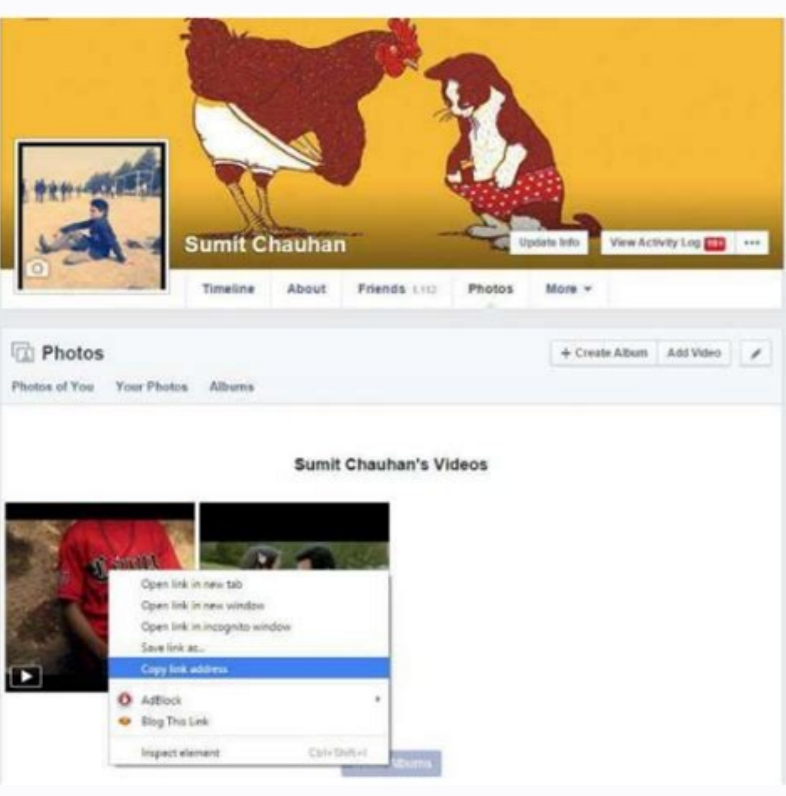 Sumit Chauhan
Update Info
View Activity Log 10+
Timeline About Friends Photos More
Photos
+ Create Album Add Video
Photos of You Your Photos Albums
Sumit Chauhan's Videos
Open link in new tab
Open link in new window
Open link in incognito window
Save link as...
Copy link address
AdBlock
Blog This Link
Inspect element Ctrl+Shift+I
Albums